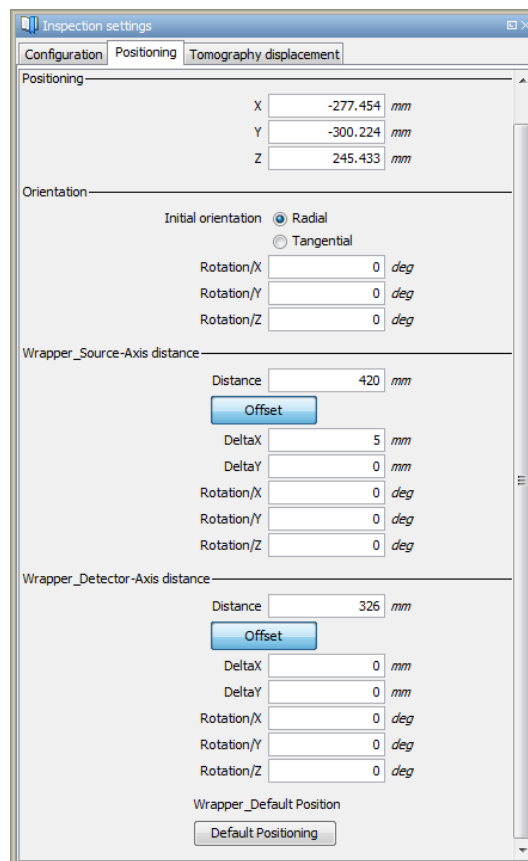 Inspection settings
Configuration Positioning Tomography displacement
Positioning
X -277.454 mm
Y -300.224 mm
Z 245.433 mm
Orientation
Initial orientation Radial
Tangential
Rotation/X 0 deg
Rotation/Y 0 deg
Rotation/Z 0 deg
Wrapper_Source-Axis distance
Distance 420 mm
Offset
DeltaX 5 mm
DeltaY 0 mm
Rotation/X 0 deg
Rotation/Y 0 deg
Rotation/Z 0 deg
Wrapper_Detector-Axis distance
Distance 326 mm
Offset
DeltaX 0 mm
DeltaY 0 mm
Rotation/X 0 deg
Rotation/Y 0 deg
Rotation/Z 0 deg
Wrapper_Default Position
Default Positioning